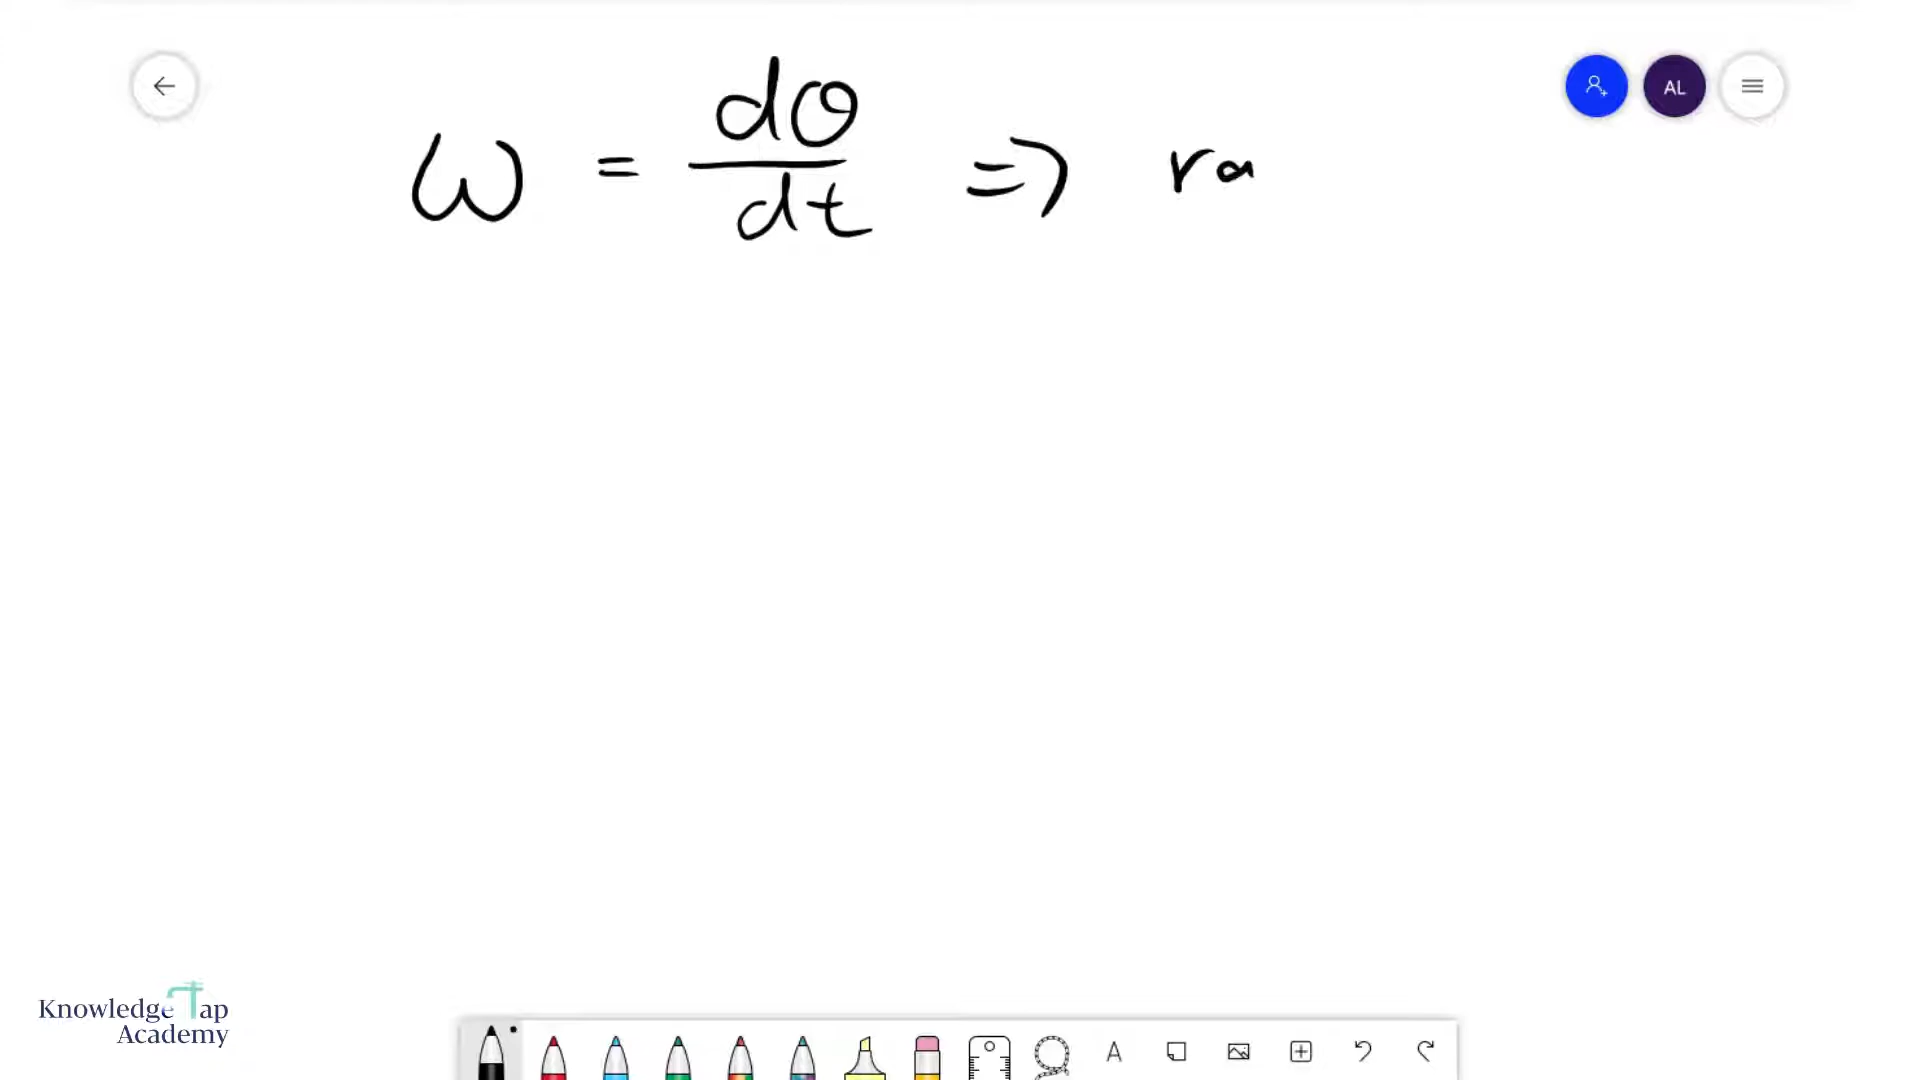 AL
ω = dθ/dt => ra
Knowledge Tap
Academy
A